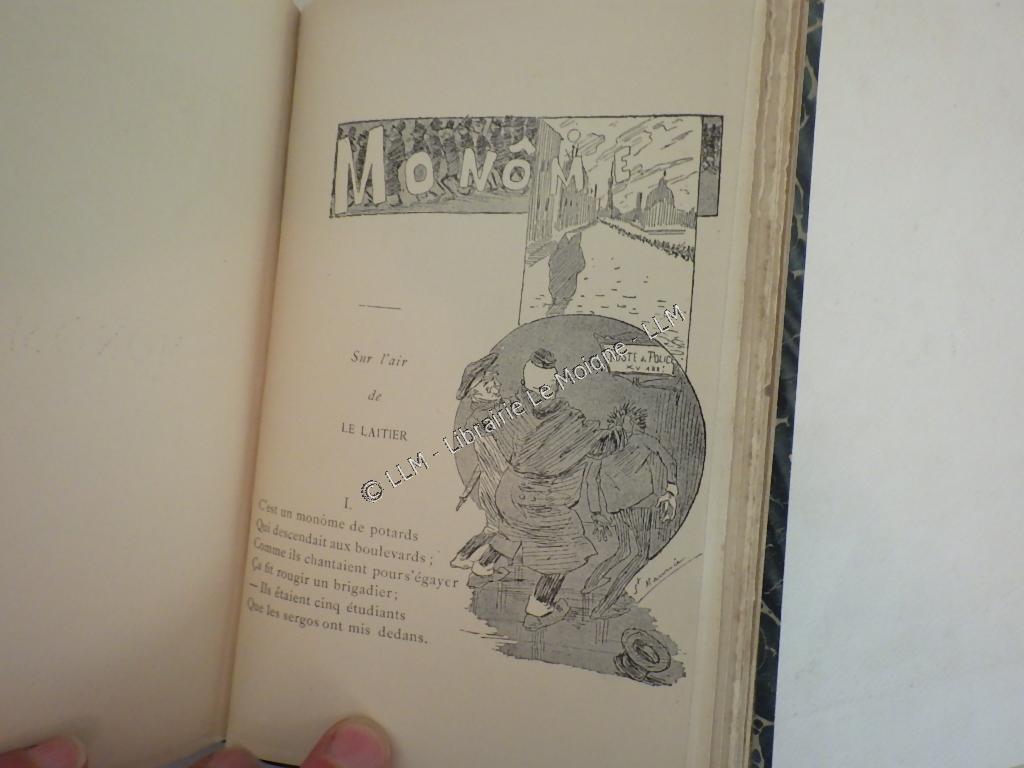 MONÔME
Sur l'air
de
LE LAITIER
POSTE de POLICE
© LLM - Librairie Le Moigne - LLM
I.
C'est un monôme de potards
Qui descendait aux boulevards;
Comme ils chantaient pour s'égayer
Ça fit rougir un brigadier;
— Ils étaient cinq étudiants
Que les sergos ont mis dedans.